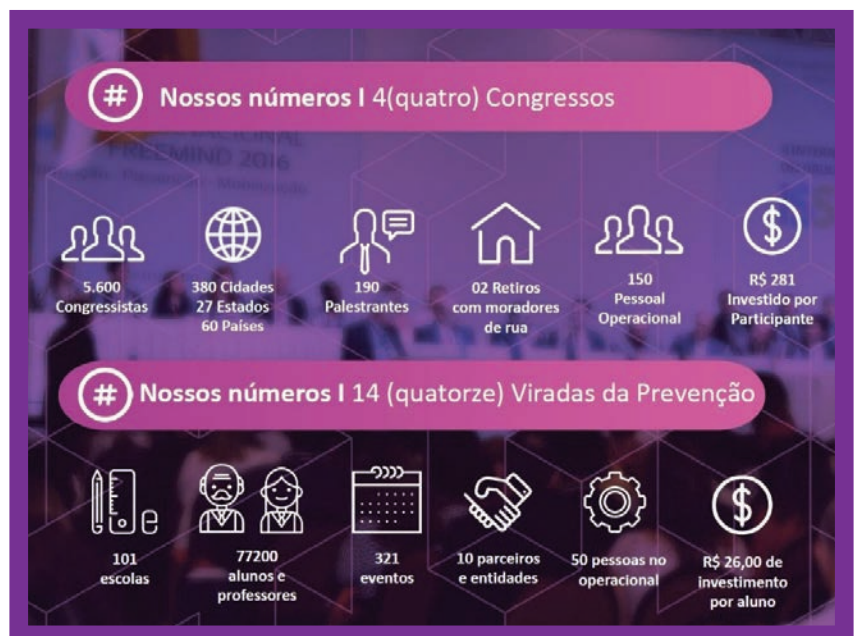 # Nossos números I 4(quatro) Congressos
FREEMIND 2016
5.600
Congressistas
380 Cidades
27 Estados
60 Países
190
Palestrantes
02 Retiros
com moradores
de rua
150
Pessoal
Operacional
R$ 281
Investido por
Participante
# Nossos números I 14 (quatorze) Viradas da Prevenção
101
escolas
77200
alunos e
professores
321
eventos
10 parceiros
e entidades
50 pessoas no
operacional
R$ 26,00 de
investimento
por aluno